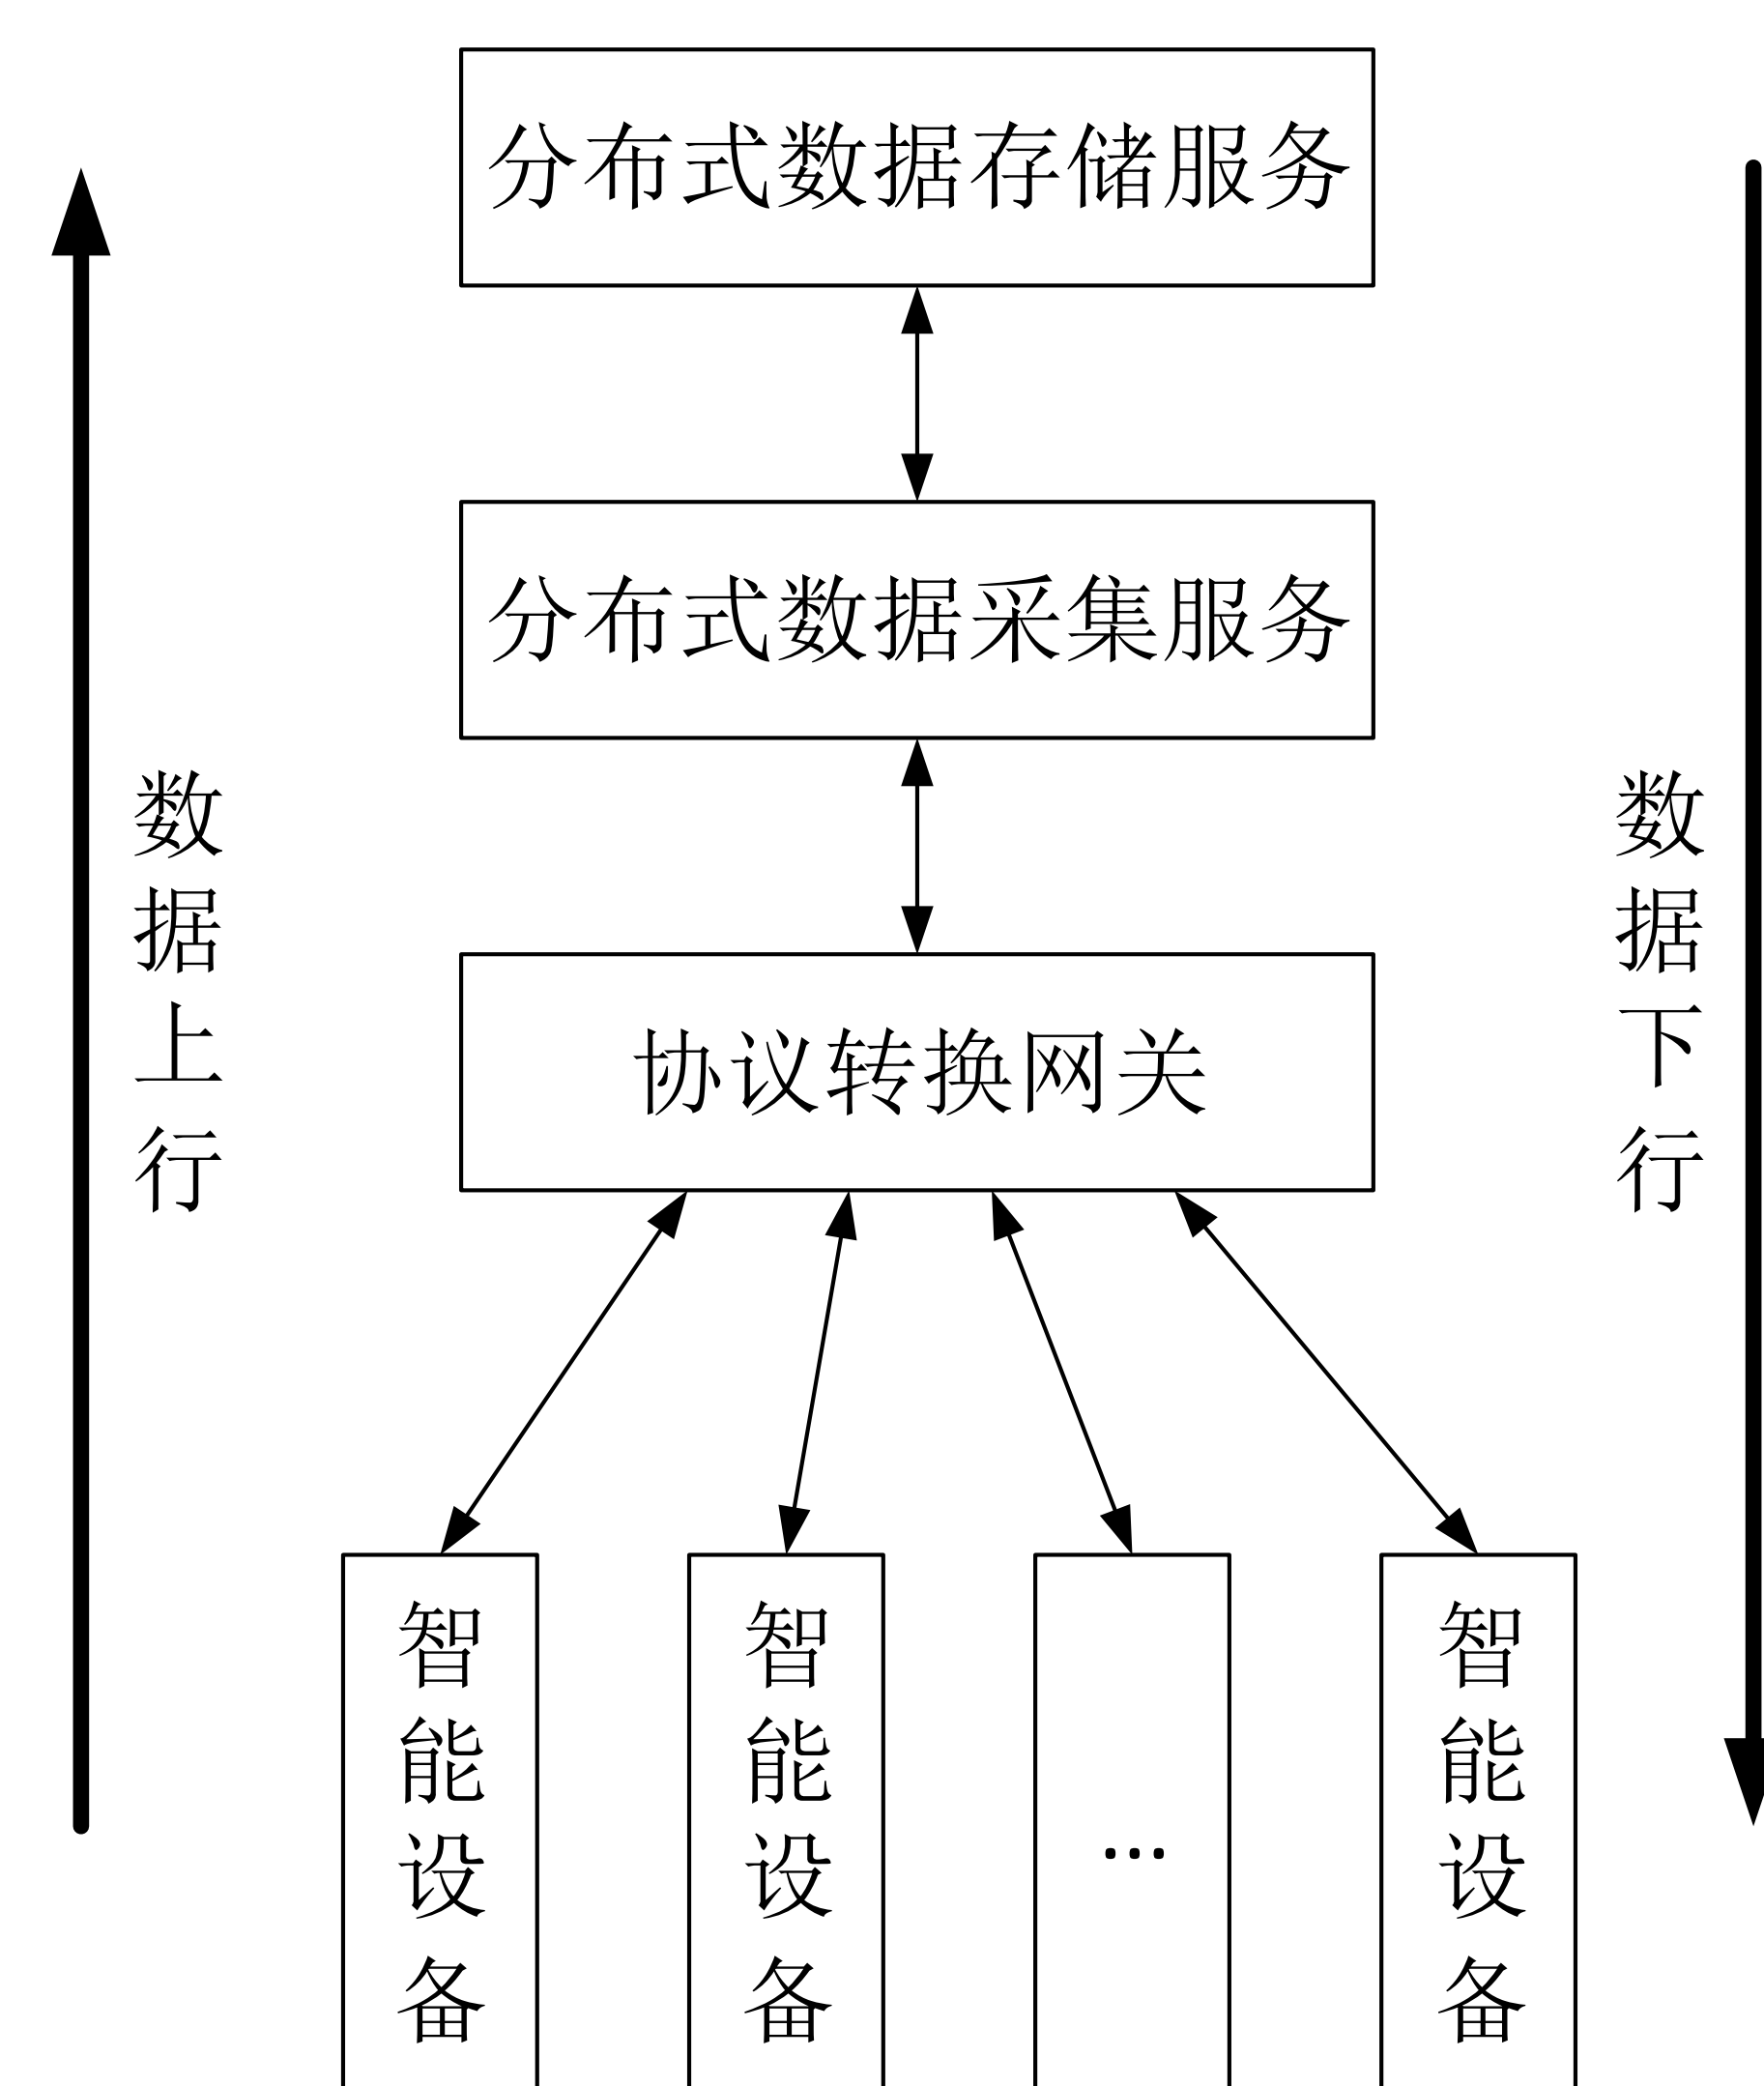 分布式数据存储服务
分布式数据采集服务
数据上行
数据下行
协议转换网关
智能设备
智能设备
...
智能设备